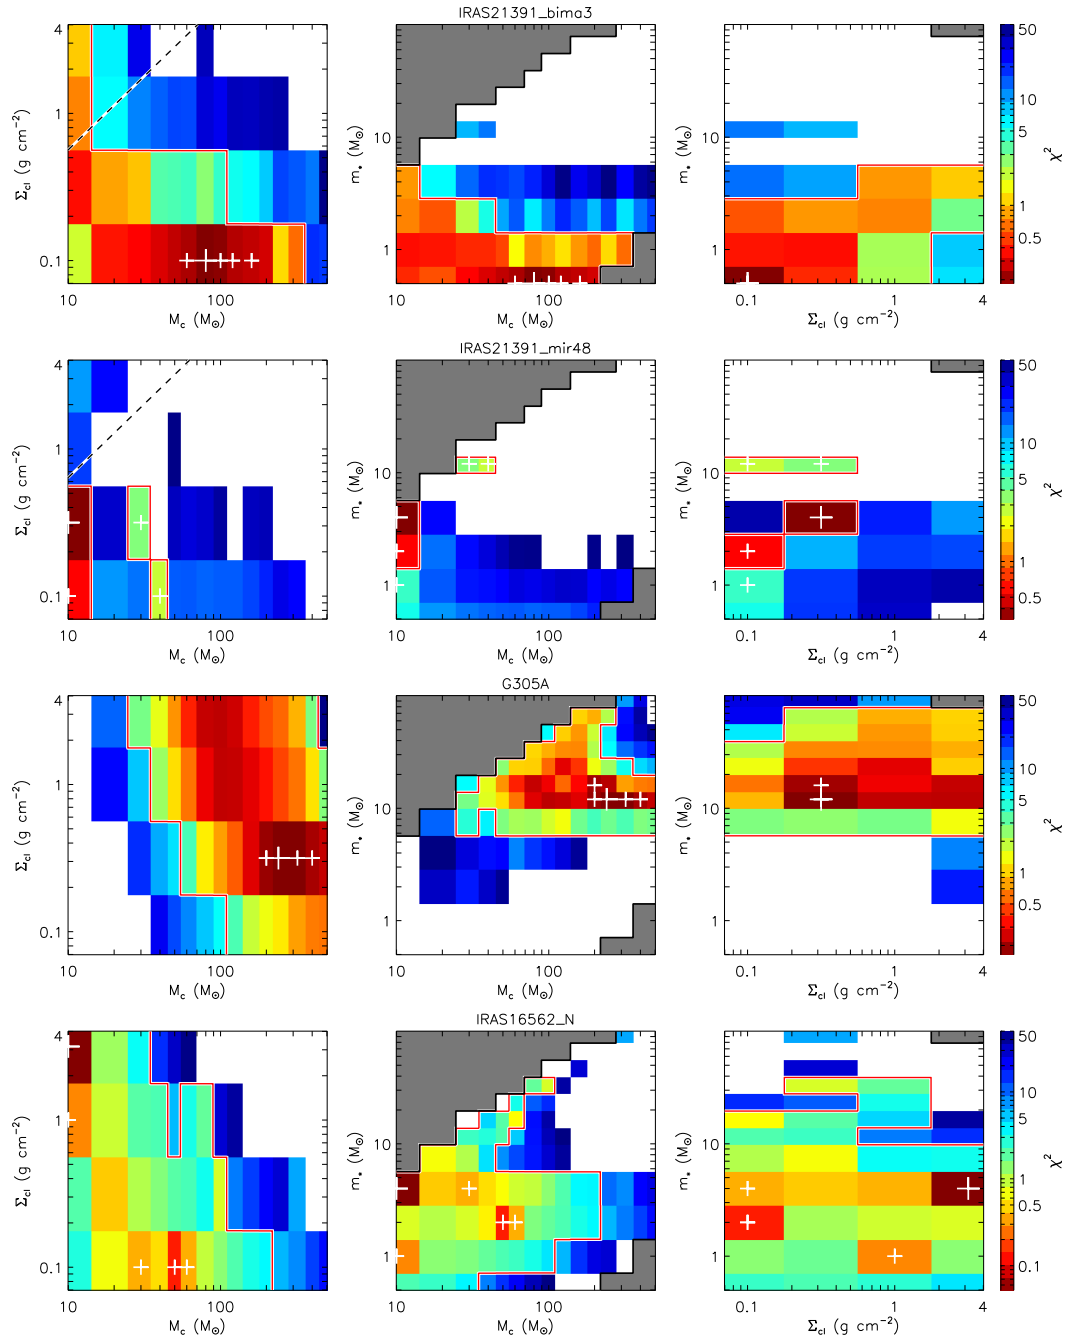 IRAS21391_bima3
4
1
0.1
Σcl (g cm⁻²)
10
100
Mc (M⊙)
10
1
m* (M⊙)
10
100
Mc (M⊙)
10
1
m* (M⊙)
0.1
1
4
Σcl (g cm⁻²)
50
10
5
1
0.5
χ²
IRAS21391_mir48
4
1
0.1
Σcl (g cm⁻²)
10
100
Mc (M⊙)
10
1
m* (M⊙)
10
100
Mc (M⊙)
10
1
m* (M⊙)
0.1
1
4
Σcl (g cm⁻²)
50
10
5
1
0.5
χ²
G305A
4
1
0.1
Σcl (g cm⁻²)
10
100
Mc (M⊙)
10
1
m* (M⊙)
10
100
Mc (M⊙)
10
1
m* (M⊙)
0.1
1
4
Σcl (g cm⁻²)
50
10
5
1
0.5
χ²
IRAS16562_N
4
1
0.1
Σcl (g cm⁻²)
10
100
Mc (M⊙)
10
1
m* (M⊙)
10
100
Mc (M⊙)
10
1
m* (M⊙)
0.1
1
4
Σcl (g cm⁻²)
50
10
5
1
0.5
0.1
χ²